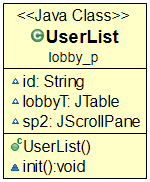 <<Java Class>>
UserList
lobby_p
id: String
lobbyT: JTable
sp2: JScrollPane
UserList()
init():void